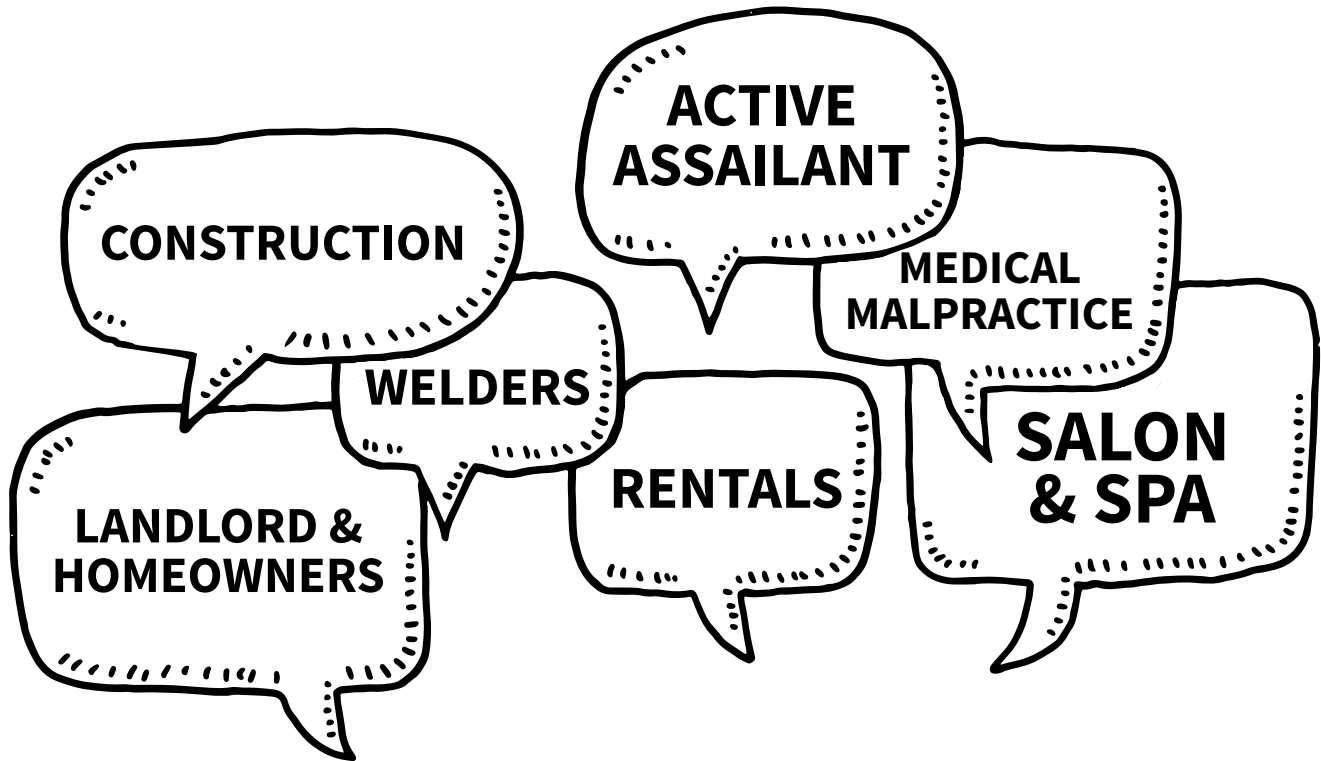 ACTIVE
ASSAILANT
CONSTRUCTION
MEDICAL
MALPRACTICE
WELDERS
SALON
& SPA
RENTALS
LANDLORD &
HOMEOWNERS